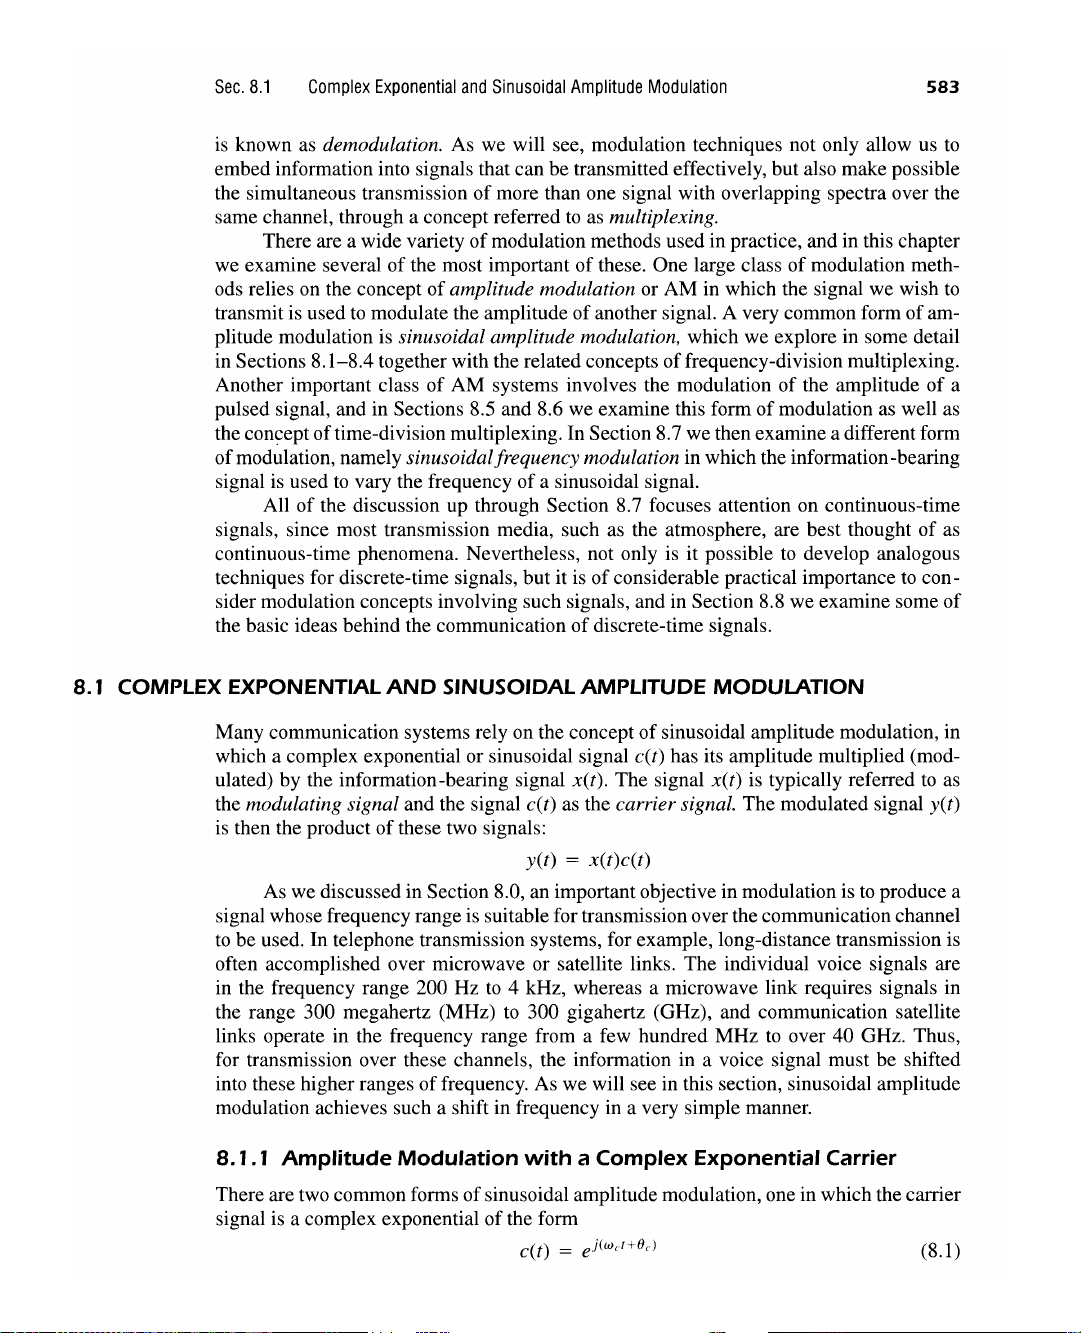 Sec. 8.1 Complex Exponential and Sinusoidal Amplitude Modulation 583
is known as demodulation. As we will see, modulation techniques not only allow us to
embed information into signals that can be transmitted effectively, but also make possible
the simultaneous transmission of more than one signal with overlapping spectra over the
same channel, through a concept referred to as multiplexing.
There are a wide variety of modulation methods used in practice, and in this chapter
we examine several of the most important of these. One large class of modulation meth-
ods relies on the concept of amplitude modulation or AM in which the signal we wish to
transmit is used to modulate the amplitude of another signal. A very common form of am-
plitude modulation is sinusoidal amplitude modulation, which we explore in some detail
in Sections 8.1–8.4 together with the related concepts of frequency-division multiplexing.
Another important class of AM systems involves the modulation of the amplitude of a
pulsed signal, and in Sections 8.5 and 8.6 we examine this form of modulation as well as
the concept of time-division multiplexing. In Section 8.7 we then examine a different form
of modulation, namely sinusoidal frequency modulation in which the information-bearing
signal is used to vary the frequency of a sinusoidal signal.
All of the discussion up through Section 8.7 focuses attention on continuous-time
signals, since most transmission media, such as the atmosphere, are best thought of as
continuous-time phenomena. Nevertheless, not only is it possible to develop analogous
techniques for discrete-time signals, but it is of considerable practical importance to con-
sider modulation concepts involving such signals, and in Section 8.8 we examine some of
the basic ideas behind the communication of discrete-time signals.
8.1 COMPLEX EXPONENTIAL AND SINUSOIDAL AMPLITUDE MODULATION
Many communication systems rely on the concept of sinusoidal amplitude modulation, in
which a complex exponential or sinusoidal signal c(t) has its amplitude multiplied (mod-
ulated) by the information-bearing signal x(t). The signal x(t) is typically referred to as
the modulating signal and the signal c(t) as the carrier signal. The modulated signal y(t)
is then the product of these two signals:
y(t) = x(t)c(t)
As we discussed in Section 8.0, an important objective in modulation is to produce a
signal whose frequency range is suitable for transmission over the communication channel
to be used. In telephone transmission systems, for example, long-distance transmission is
often accomplished over microwave or satellite links. The individual voice signals are
in the frequency range 200 Hz to 4 kHz, whereas a microwave link requires signals in
the range 300 megahertz (MHz) to 300 gigahertz (GHz), and communication satellite
links operate in the frequency range from a few hundred MHz to over 40 GHz. Thus,
for transmission over these channels, the information in a voice signal must be shifted
into these higher ranges of frequency. As we will see in this section, sinusoidal amplitude
modulation achieves such a shift in frequency in a very simple manner.
8.1.1 Amplitude Modulation with a Complex Exponential Carrier
There are two common forms of sinusoidal amplitude modulation, one in which the carrier
signal is a complex exponential of the form
c(t) = e^{j(ω_c t+θ_c)} (8.1)